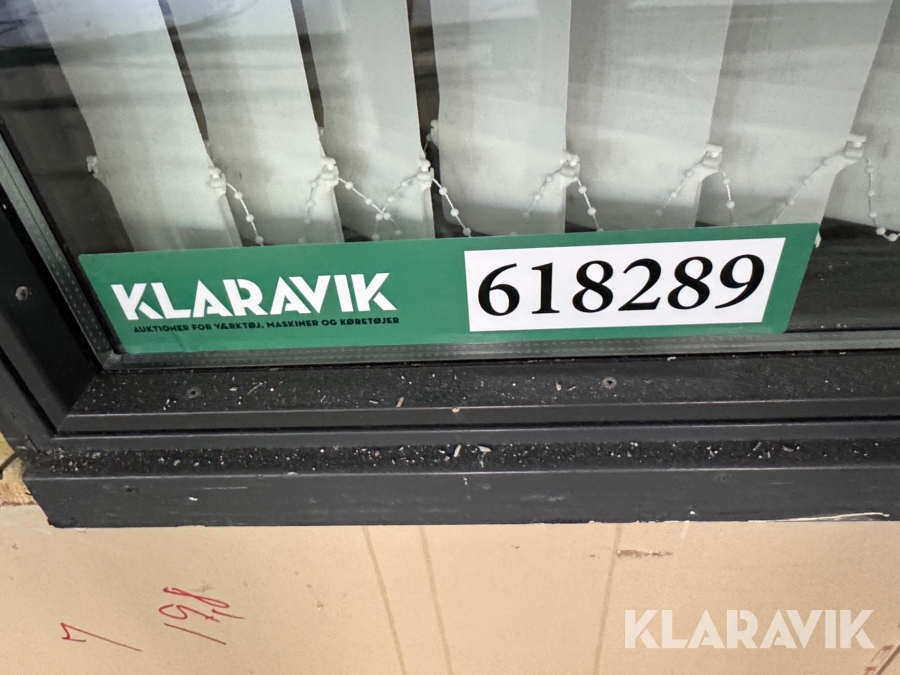 KLARAVIK
AUKTIONER FOR VÆRKTØJ, MASKINER OG KØRETØJER
618289
KLARAVIK